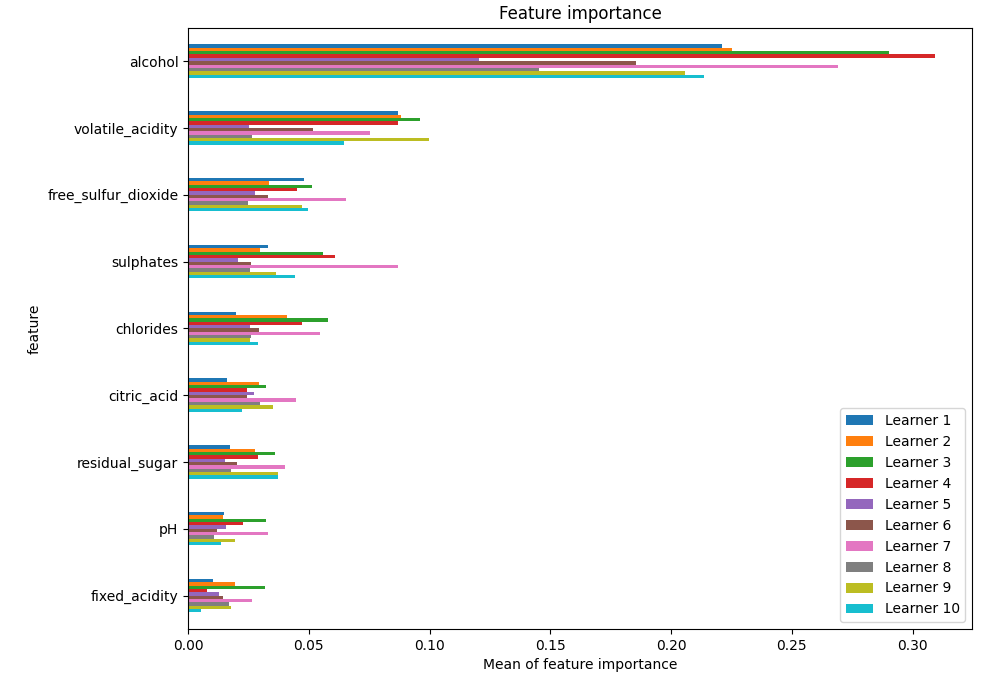 Feature importance
alcohol
volatile_acidity
free_sulfur_dioxide
sulphates
chlorides
citric_acid
residual_sugar
pH
fixed_acidity
feature
Learner 1
Learner 2
Learner 3
Learner 4
Learner 5
Learner 6
Learner 7
Learner 8
Learner 9
Learner 10
0.00 0.05 0.10 0.15 0.20 0.25 0.30
Mean of feature importance